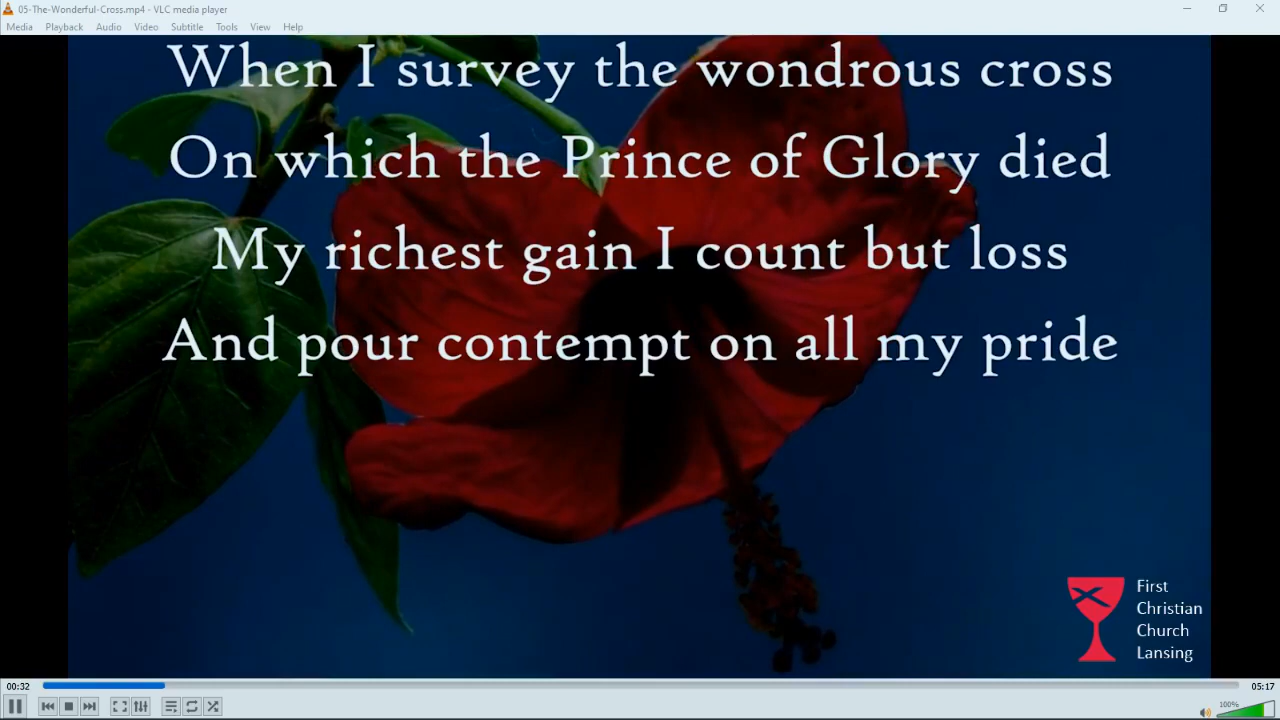 05-The-Wonderful-Cross.mp4 - VLC media player
Media Playback Audio Video Subtitle Tools View Help
When I survey the wondrous cross
On which the Prince of Glory died
My richest gain I count but loss
And pour contempt on all my pride
First
Christian
Church
Lansing
00:32
05:17
100%